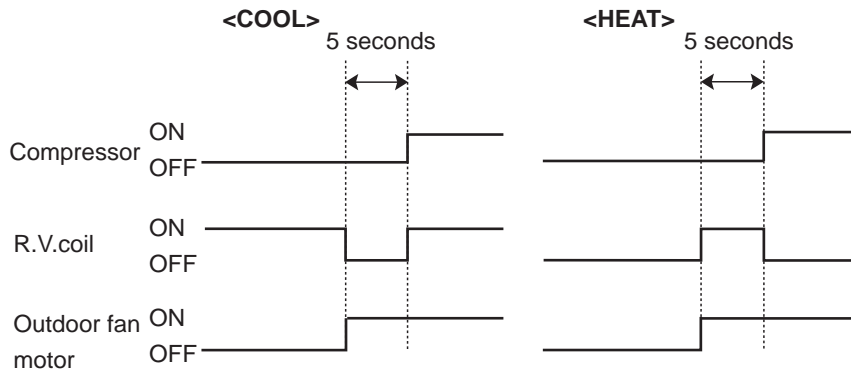 <COOL> <HEAT>
5 seconds 5 seconds
ON
Compressor
OFF
ON
R.V.coil
OFF
Outdoor fan ON
motor OFF